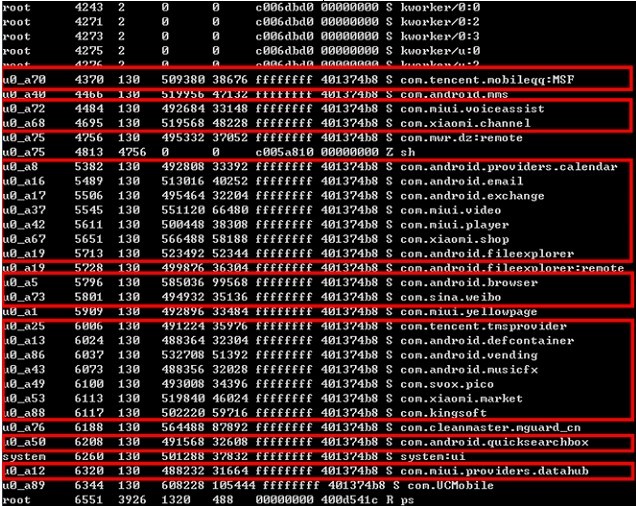 root 4243 2 0 0 c006dbd0 00000000 S kworker/0:0
root 4271 2 0 0 c006dbd0 00000000 S kworker/0:2
root 4273 2 0 0 c006dbd0 00000000 S kworker/0:3
root 4275 2 0 0 c006dbd0 00000000 S kworker/u:0
root 4276 2 0 0 c006dbd0 00000000 S kworker/u:2
u0_a70 4370 130 509380 38676 ffffffff 401374b8 S com.tencent.mobileqq:MSF
u0_a40 4466 130 519956 47132 ffffffff 401374b8 S com.android.mms
u0_a72 4484 130 492684 33148 ffffffff 401374b8 S com.miui.voiceassist
u0_a68 4695 130 519568 48228 ffffffff 401374b8 S com.xiaomi.channel
u0_a75 4756 130 495332 37052 ffffffff 401374b8 S com.mwr.dz:remote
u0_a75 4813 4756 0 0 c005a810 00000000 Z sh
u0_a8 5382 130 492808 33392 ffffffff 401374b8 S com.android.providers.calendar
u0_a16 5489 130 513016 40252 ffffffff 401374b8 S com.android.email
u0_a17 5506 130 495464 32204 ffffffff 401374b8 S com.android.exchange
u0_a37 5545 130 551120 66480 ffffffff 401374b8 S com.miui.video
u0_a42 5611 130 500448 38308 ffffffff 401374b8 S com.miui.player
u0_a67 5651 130 566488 58188 ffffffff 401374b8 S com.xiaomi.shop
u0_a19 5713 130 523492 52344 ffffffff 401374b8 S com.android.fileexplorer
u0_a19 5728 130 499876 36304 ffffffff 401374b8 S com.android.fileexplorer:remote
u0_a5 5796 130 585036 99568 ffffffff 401374b8 S com.android.browser
u0_a73 5801 130 494932 35136 ffffffff 401374b8 S com.sina.weibo
u0_a1 5909 130 492896 33484 ffffffff 401374b8 S com.miui.yellowpage
u0_a25 6006 130 491224 35976 ffffffff 401374b8 S com.tencent.tmsprovider
u0_a13 6024 130 488364 32304 ffffffff 401374b8 S com.android.defcontainer
u0_a86 6037 130 532708 51392 ffffffff 401374b8 S com.android.vending
u0_a43 6073 130 488356 32028 ffffffff 401374b8 S com.android.musicfx
u0_a49 6100 130 493008 34396 ffffffff 401374b8 S com.svox.pico
u0_a53 6113 130 519840 46024 ffffffff 401374b8 S com.xiaomi.market
u0_a88 6117 130 502220 59716 ffffffff 401374b8 S com.kingsoft
u0_a76 6188 130 564488 87892 ffffffff 401374b8 S com.cleanmaster.mguard_cn
u0_a50 6208 130 491568 32608 ffffffff 401374b8 S com.android.quicksearchbox
system 6260 130 501288 37832 ffffffff 401374b8 S system:ui
u0_a12 6320 130 488232 31664 ffffffff 401374b8 S com.miui.providers.datahub
u0_a89 6344 130 608228 105444 ffffffff 401374b8 S com.UCMobile
root 6551 3926 1320 488 00000000 400d541c R ps